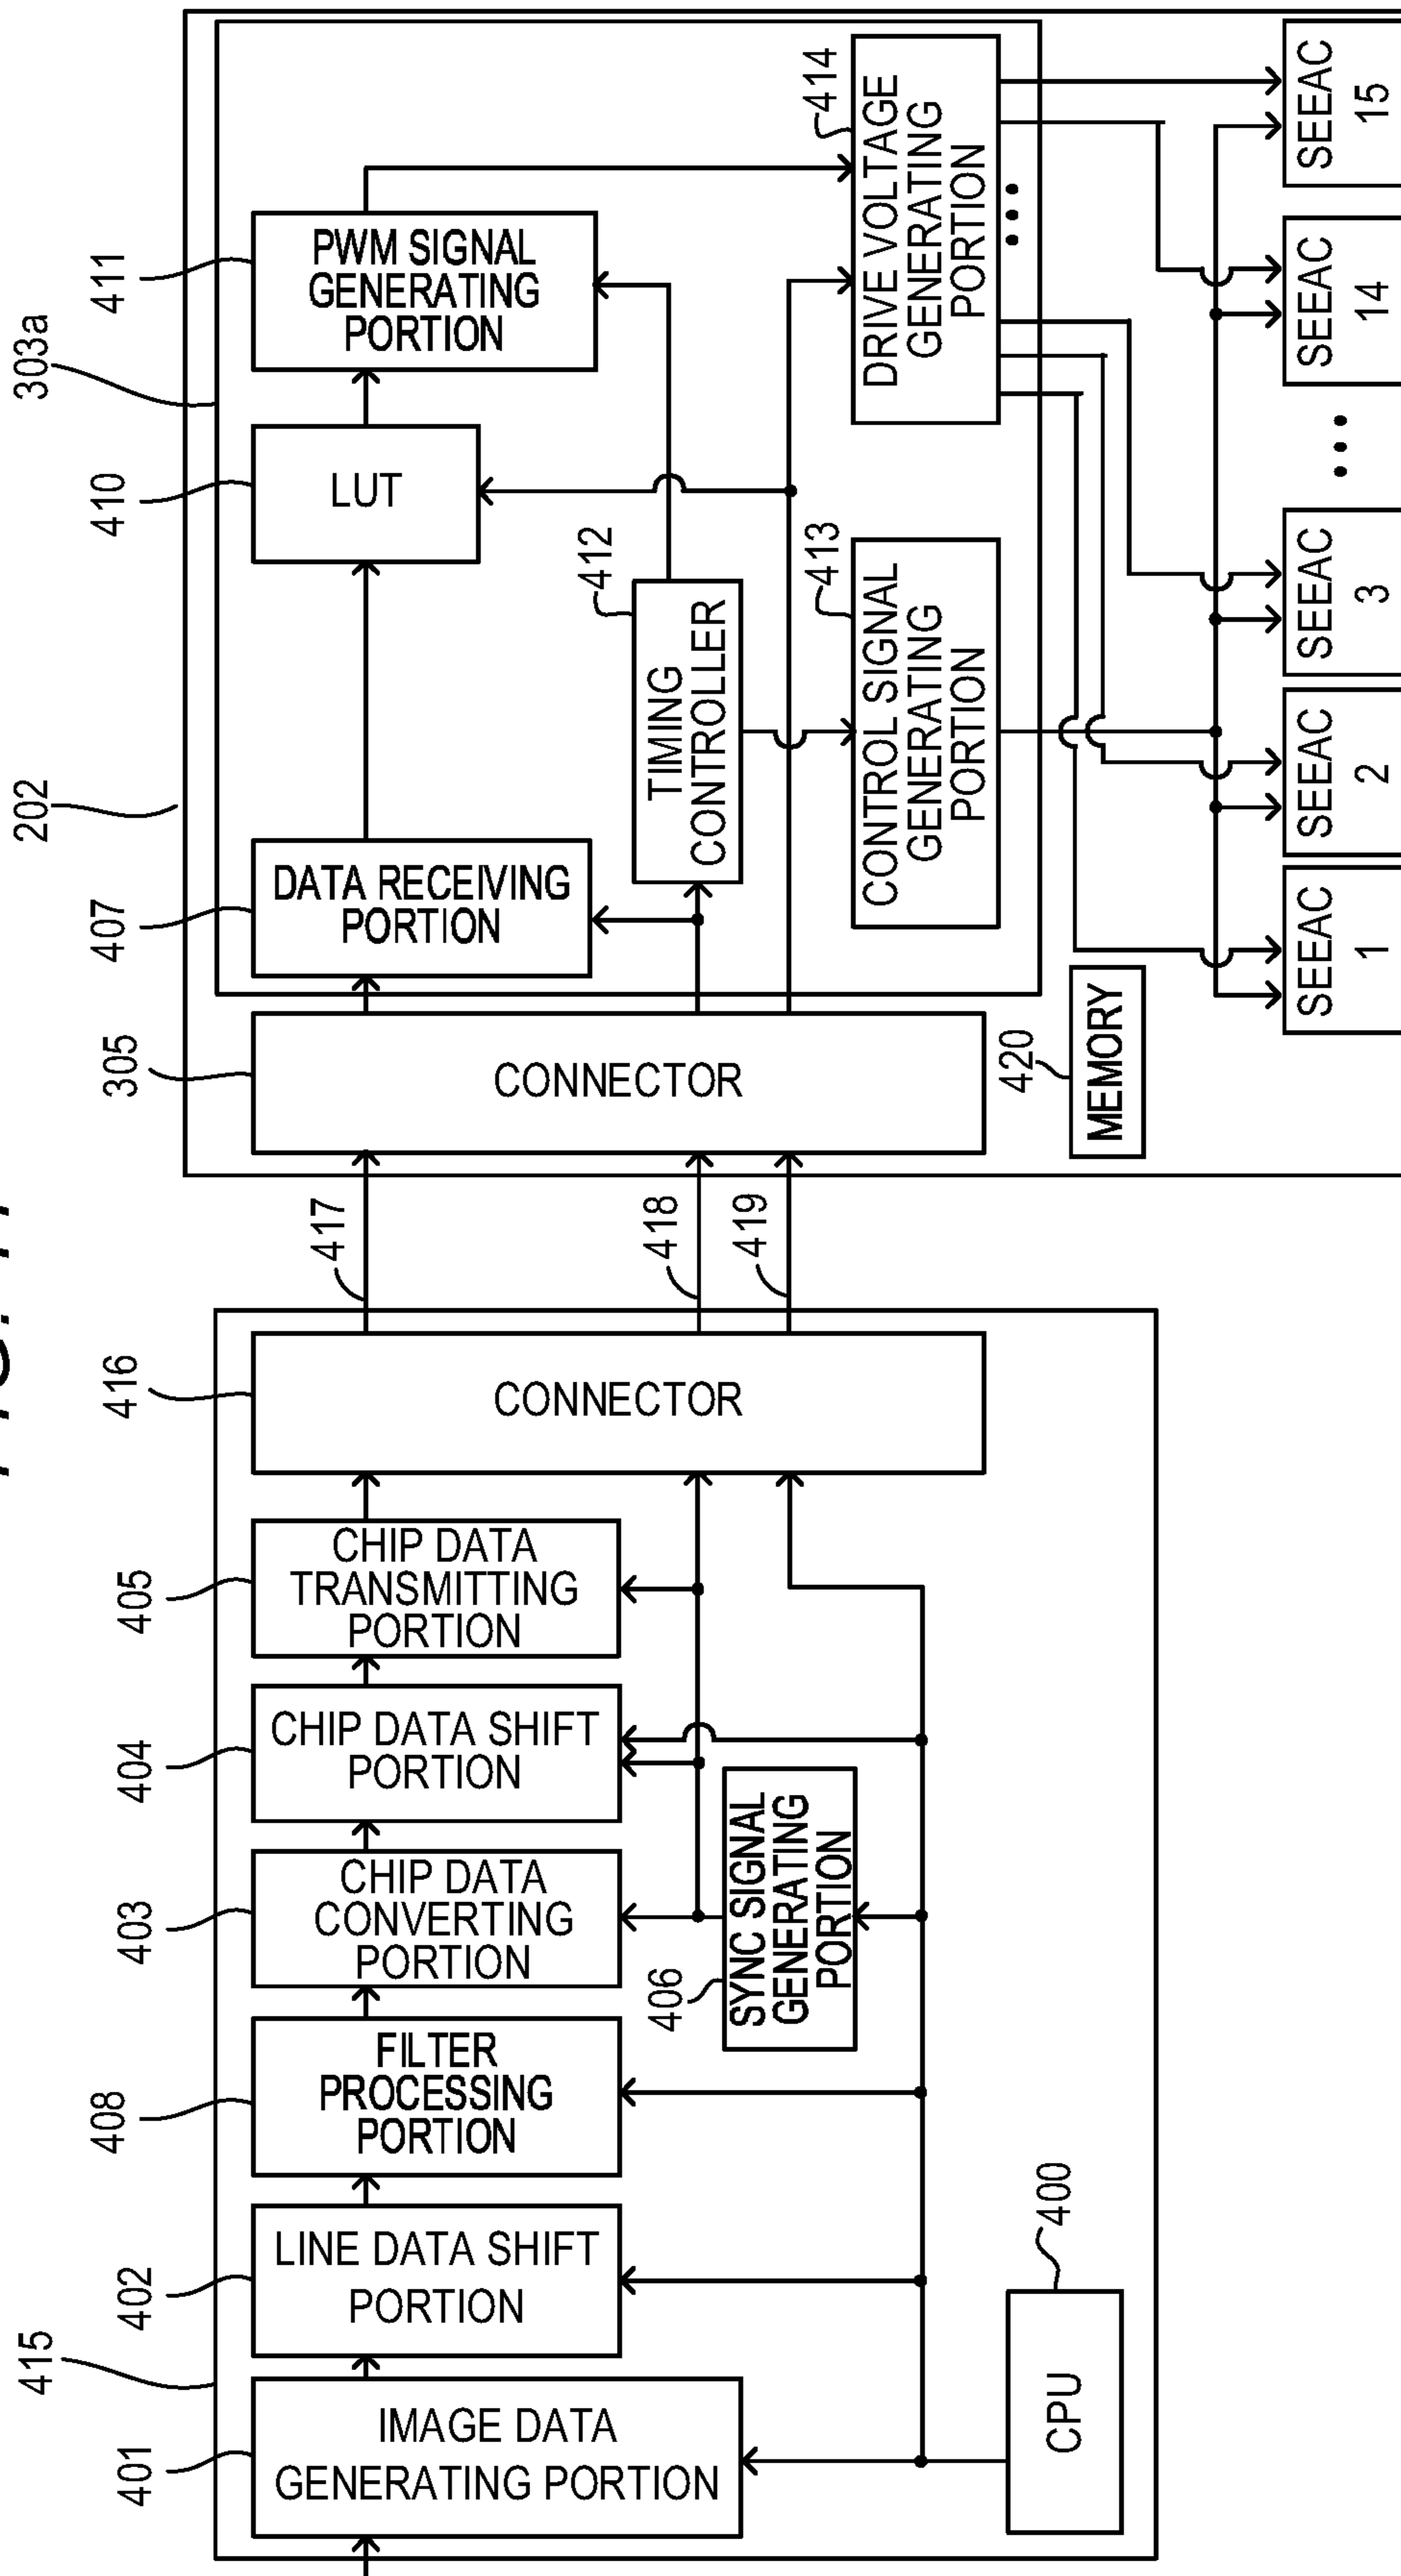 415
401
IMAGE DATA
GENERATING PORTION
402
LINE DATA SHIFT
PORTION
408
FILTER
PROCESSING
PORTION
403
CHIP DATA
CONVERTING
PORTION
404
CHIP DATA SHIFT
PORTION
405
CHIP DATA
TRANSMITTING
PORTION
416
CONNECTOR
406
SYNC SIGNAL
GENERATING
PORTION
400
CPU
417
418
419
202
303a
305
CONNECTOR
407
DATA RECEIVING
PORTION
410
LUT
411
PWM SIGNAL
GENERATING
PORTION
412
TIMING
CONTROLLER
413
CONTROL SIGNAL
GENERATING
PORTION
414
DRIVE VOLTAGE
GENERATING
PORTION
...
420
MEMORY
SEEAC
1
SEEAC
2
SEEAC
3
...
SEEAC
14
SEEAC
15